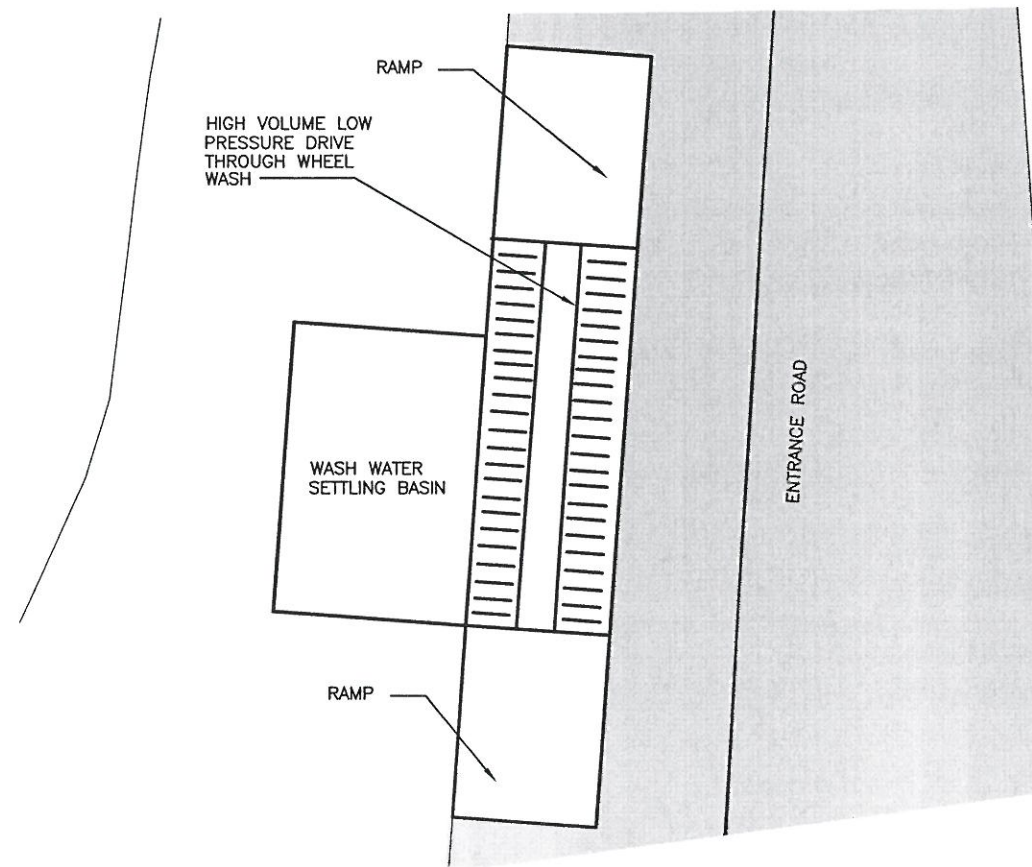 RAMP
HIGH VOLUME LOW
PRESSURE DRIVE
THROUGH WHEEL
WASH
WASH WATER
SETTLING BASIN
ENTRANCE ROAD
RAMP